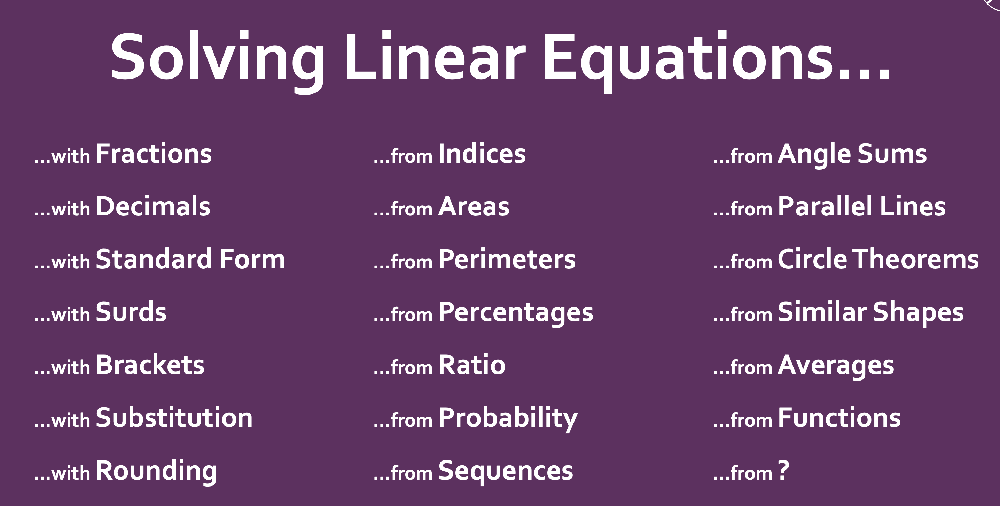 Solving Linear Equations...
...with Fractions
...with Decimals
...with Standard Form
...with Surds
...with Brackets
...with Substitution
...with Rounding
...from Indices
...from Areas
...from Perimeters
...from Percentages
...from Ratio
...from Probability
...from Sequences
...from Angle Sums
...from Parallel Lines
...from Circle Theorems
...from Similar Shapes
...from Averages
...from Functions
...from ?